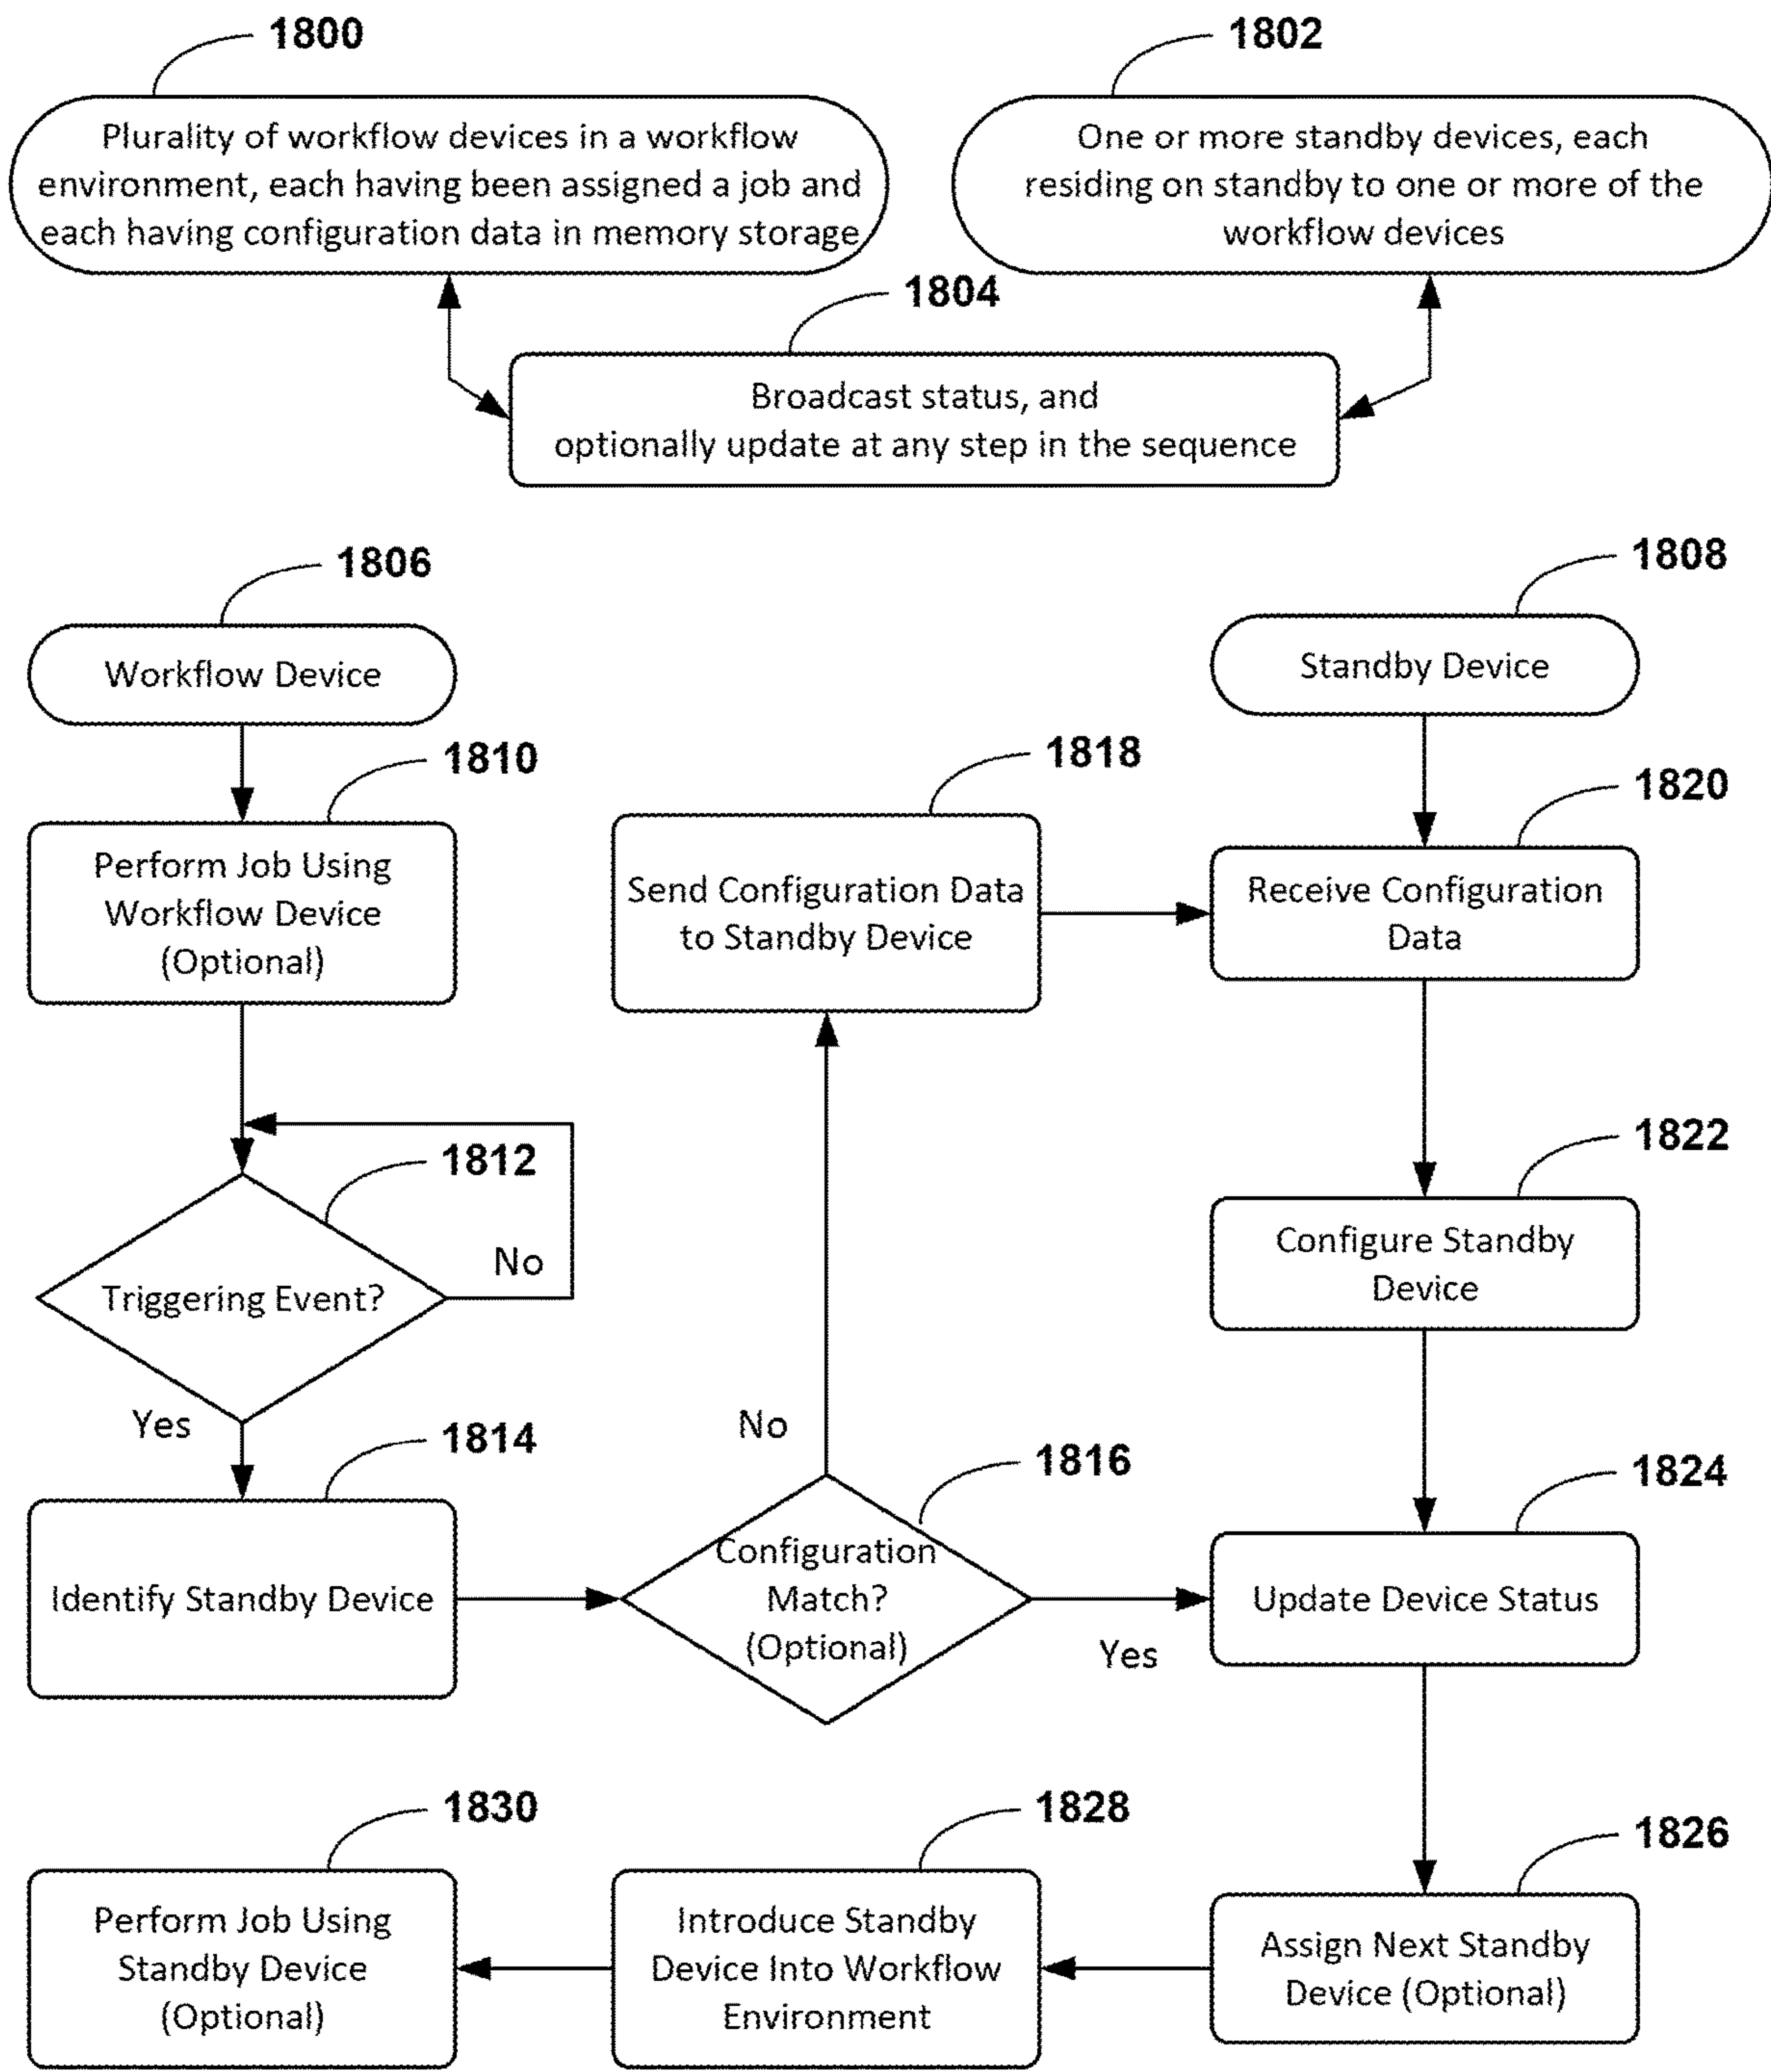 1800
Plurality of workflow devices in a workflow
environment, each having been assigned a job and
each having configuration data in memory storage
1802
One or more standby devices, each
residing on standby to one or more of the
workflow devices
1804
Broadcast status, and
optionally update at any step in the sequence
1806
Workflow Device
1808
Standby Device
1810
Perform Job Using
Workflow Device
(Optional)
1818
Send Configuration Data
to Standby Device
1820
Receive Configuration
Data
1812
Triggering Event?
No
Yes
1822
Configure Standby
Device
1814
Identify Standby Device
1816
Configuration
Match?
(Optional)
No
Yes
1824
Update Device Status
1830
Perform Job Using
Standby Device
(Optional)
1828
Introduce Standby
Device Into Workflow
Environment
1826
Assign Next Standby
Device (Optional)